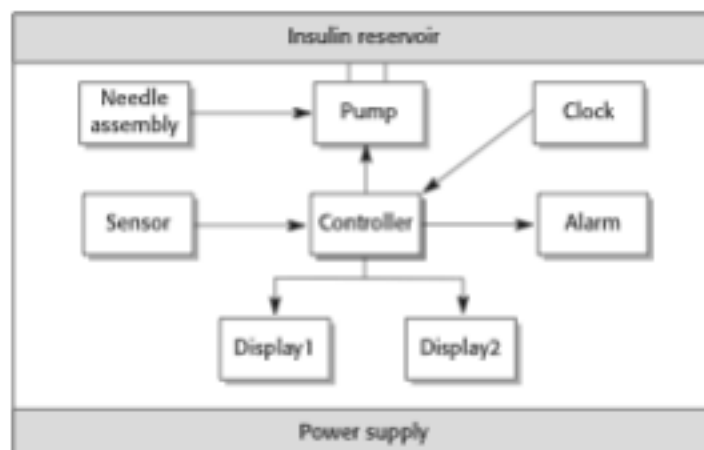 Insulin reservoir
Needle
assembly
Pump
Clock
Sensor
Controller
Alarm
Display1
Display2
Power supply